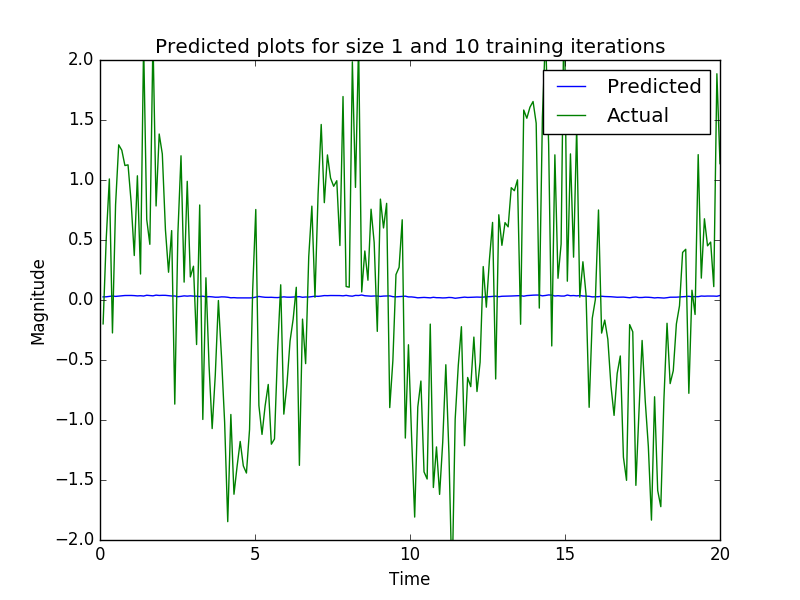 Predicted plots for size 1 and 10 training iterations
Predicted
Actual
2.0
1.5
1.0
0.5
0.0
−0.5
−1.0
−1.5
−2.0
Magnitude
0 5 10 15 20
Time